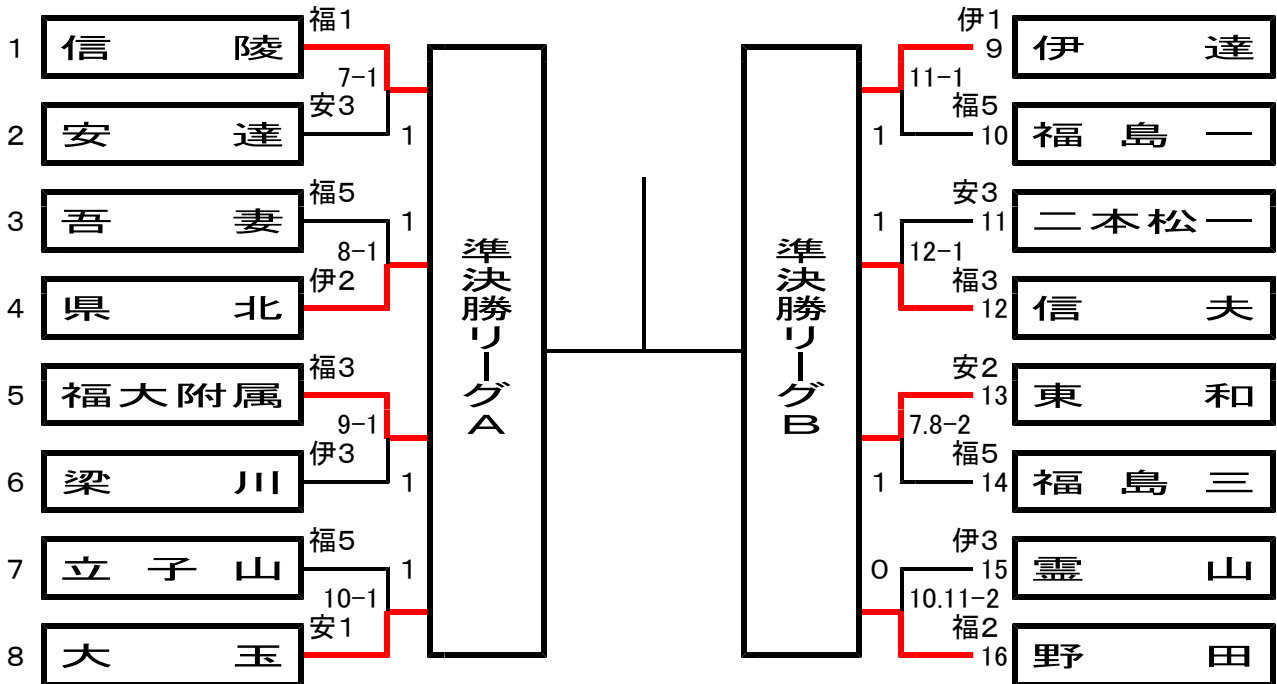 福1
1 信陵
7-1
安3
1
2 安達
福5
3 吾妻
1
8-1
伊2
4 県北
福3
5 福大附属
9-1
伊3
1
6 梁川
福5
7 立子山
1
10-1
安1
8 大玉
準決勝リーグA
準決勝リーグB
伊1
9 伊達
11-1
福5
1
10 福島一
安3
1
11 二本松一
12-1
福3
12 信夫
安2
13 東和
7.8-2
福5
1
14 福島三
伊3
0
15 霊山
10.11-2
福2
16 野田